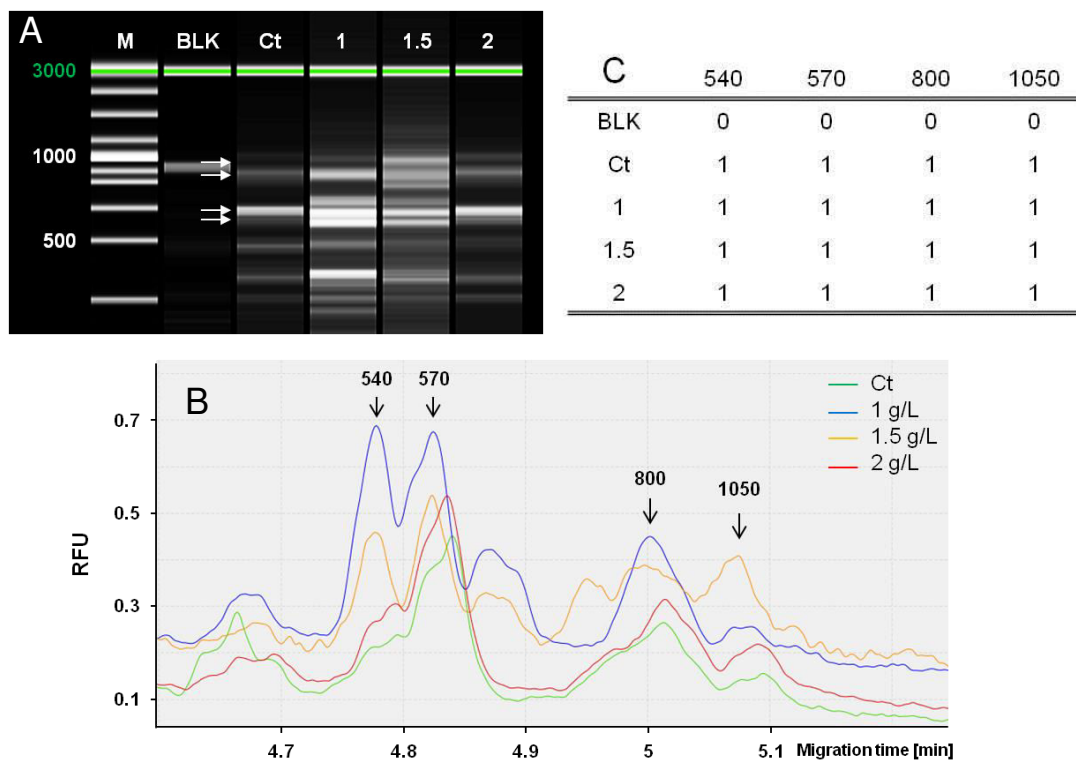 A
M BLK Ct 1 1.5 2
3000
1000
500
C
540 570 800 1050
BLK 0 0 0 0
Ct 1 1 1 1
1 1 1 1 1
1.5 1 1 1 1
2 1 1 1 1
B
540 570
800
1050
Ct
1 g/L
1.5 g/L
2 g/L
RFU
0.7
0.5
0.3
0.1
4.7 4.8 4.9 5 5.1 Migration time [min]